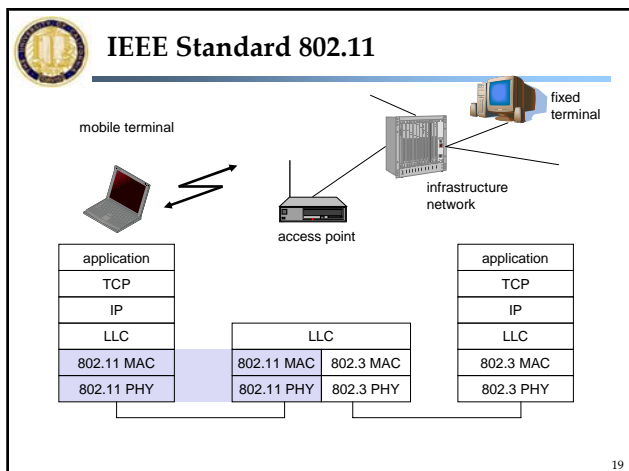 IEEE Standard 802.11
fixed
terminal
mobile terminal
infrastructure
network
access point
application
TCP
IP
LLC
802.11 MAC
802.11 PHY
LLC
802.11 MAC 802.3 MAC
802.11 PHY 802.3 PHY
application
TCP
IP
LLC
802.3 MAC
802.3 PHY
19